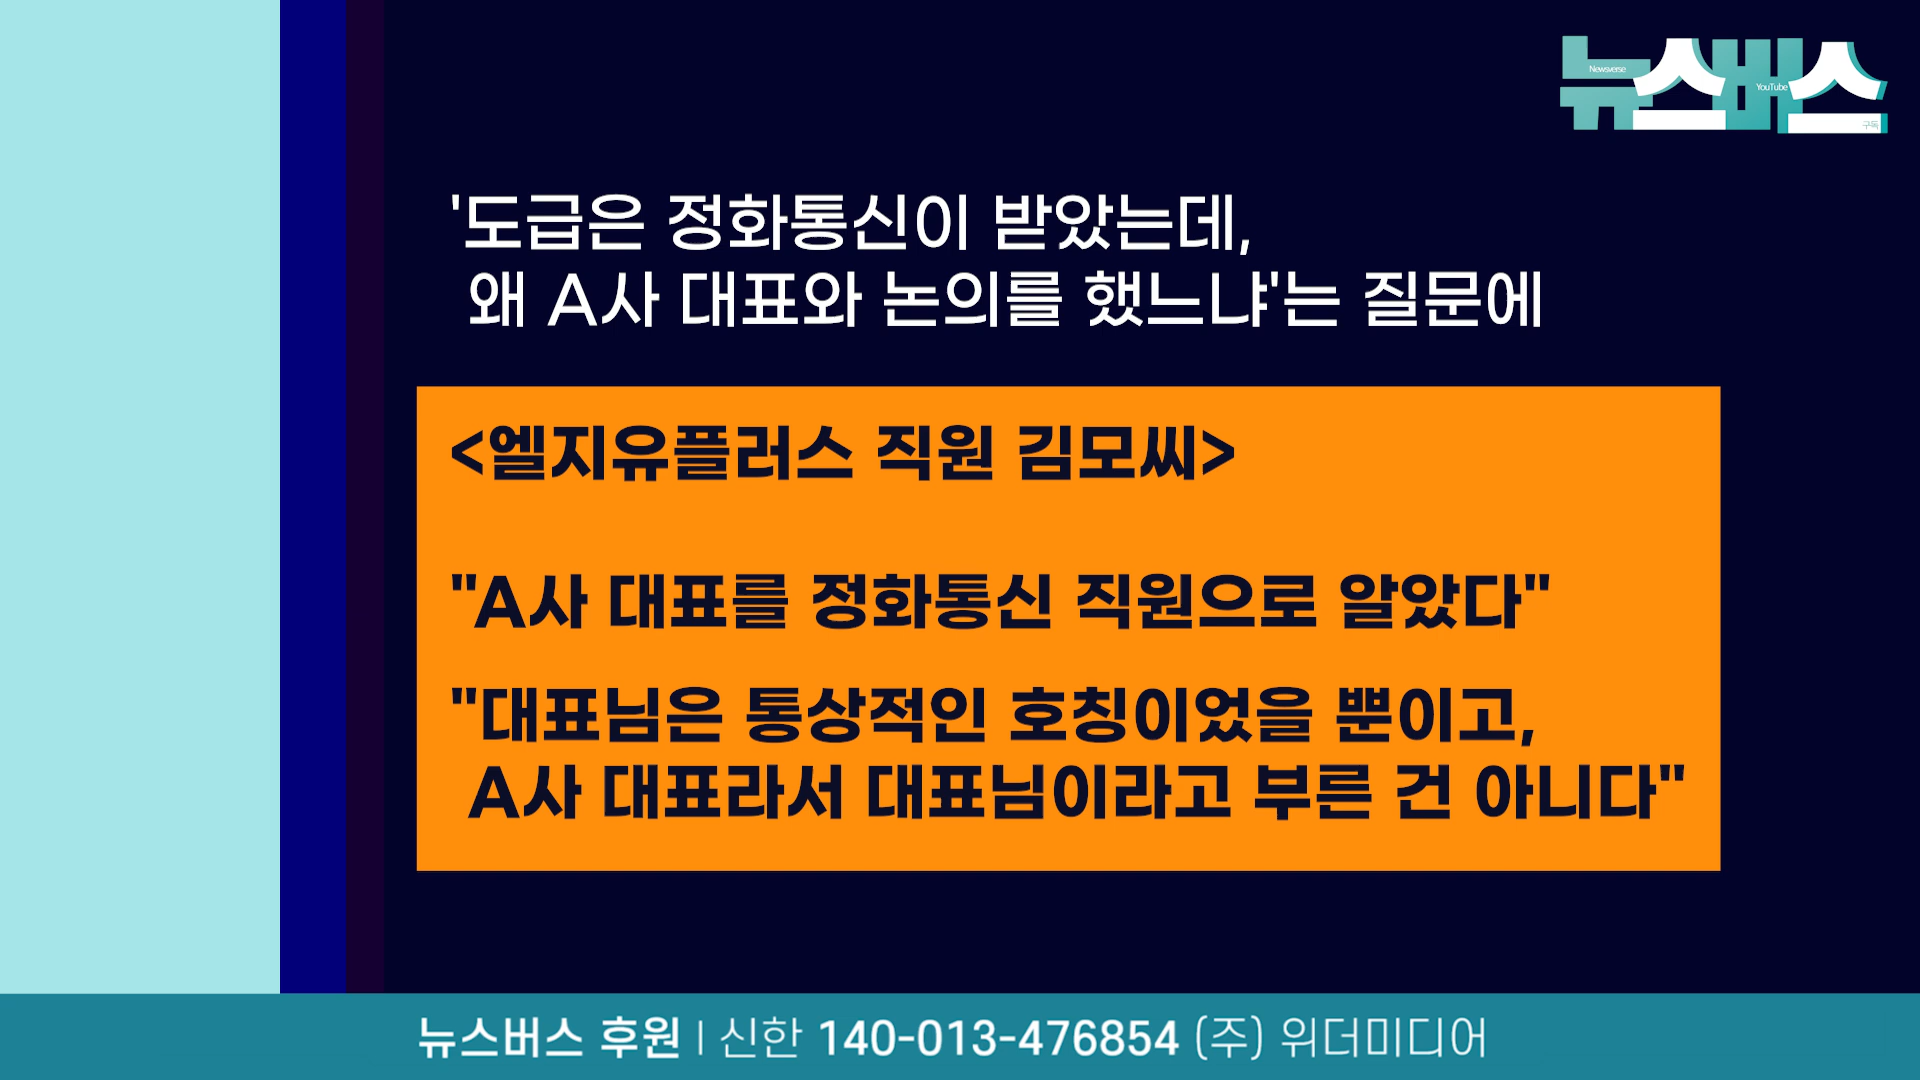 뉴스버스
Newsverse
YouTube
구독
'도급은 정화통신이 받았는데,
왜 A사 대표와 논의를 했느냐'는 질문에
<엘지유플러스 직원 김모씨>
"A사 대표를 정화통신 직원으로 알았다"
"대표님은 통상적인 호칭이었을 뿐이고,
A사 대표라서 대표님이라고 부른 건 아니다"
뉴스버스 후원 | 신한 140-013-476854 (주) 위더미디어